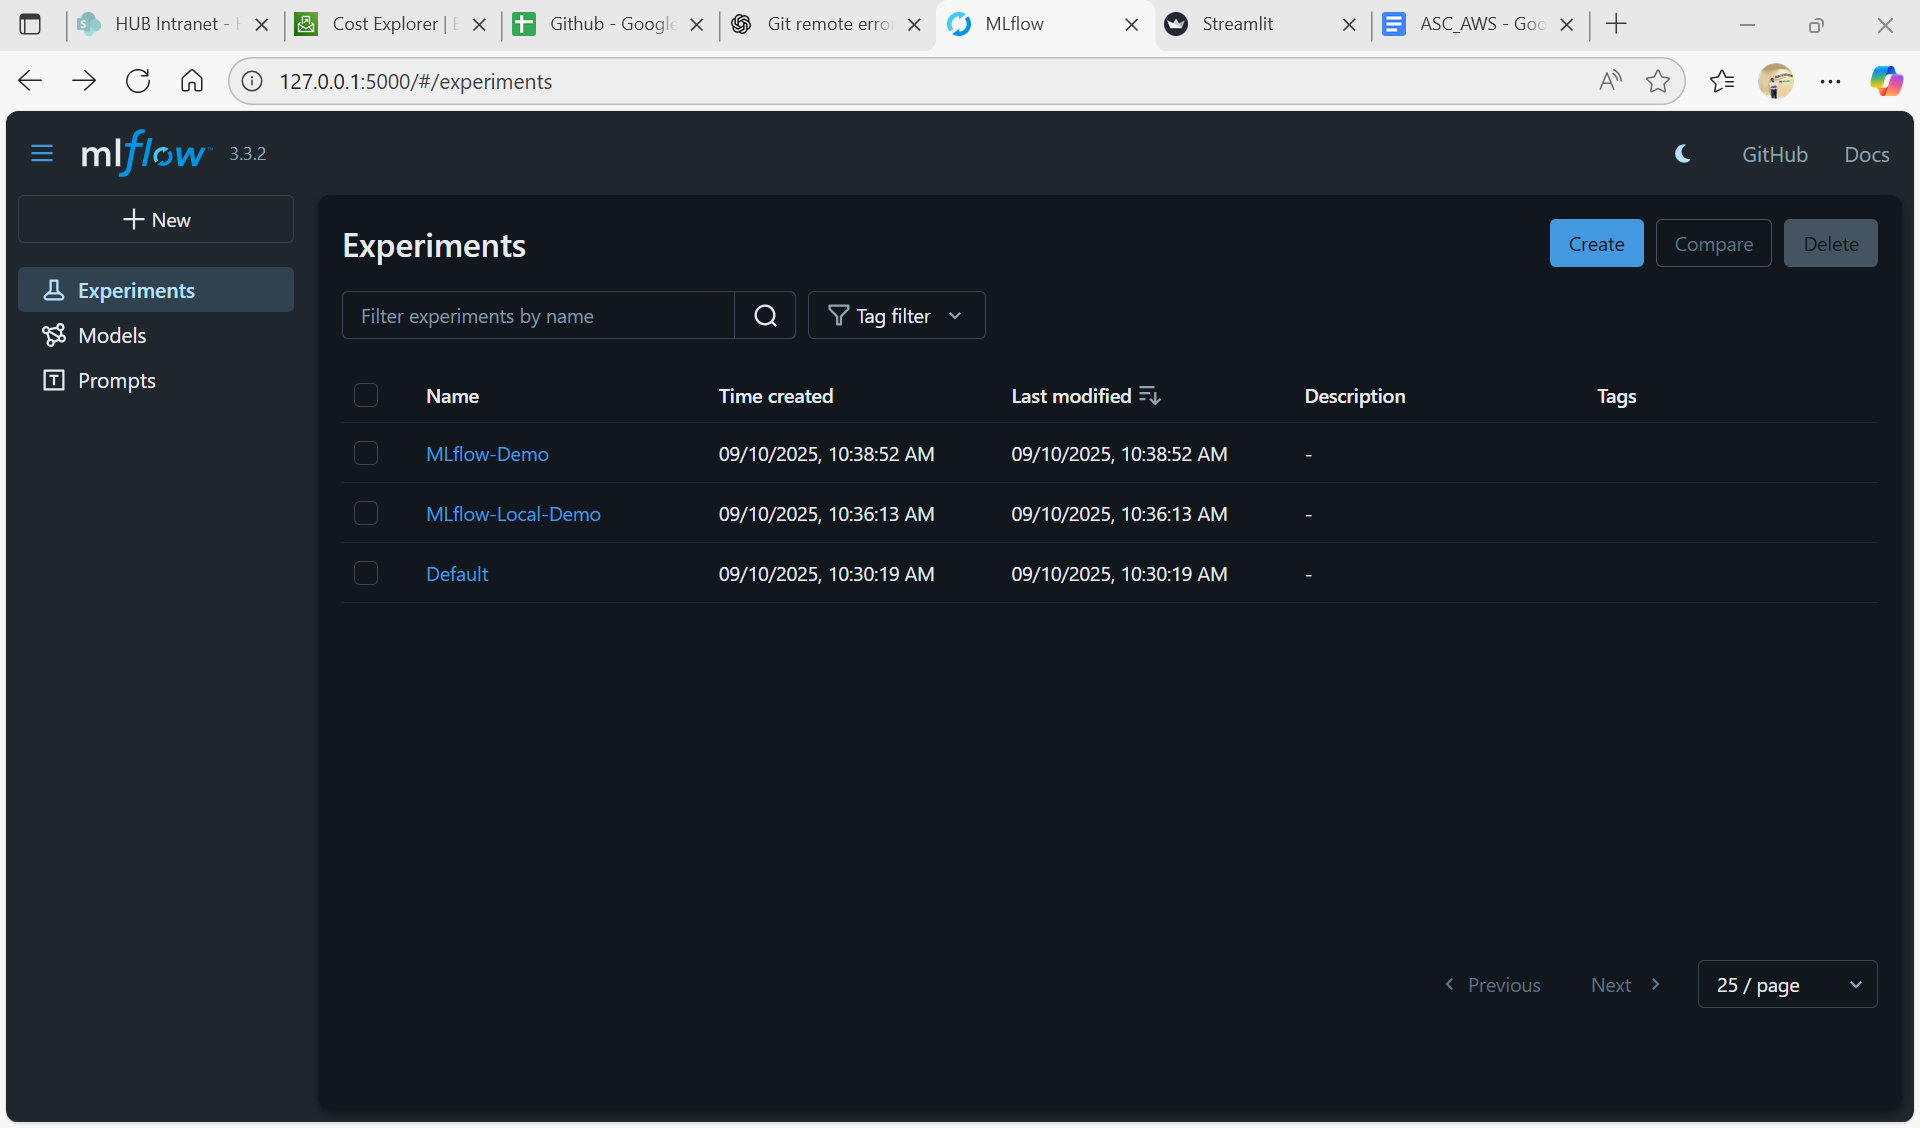 HUB Intranet -
Cost Explorer |
Github - Google
Git remote error
MLflow
Streamlit
ASC_AWS - Goo
127.0.0.1:5000/#/experiments
mlflow™ 3.3.2
GitHub
Docs
New
Experiments
Models
Prompts
Experiments
Create
Compare
Delete
Filter experiments by name
Tag filter
Name Time created Last modified Description Tags
MLflow-Demo 09/10/2025, 10:38:52 AM 09/10/2025, 10:38:52 AM -
MLflow-Local-Demo 09/10/2025, 10:36:13 AM 09/10/2025, 10:36:13 AM -
Default 09/10/2025, 10:30:19 AM 09/10/2025, 10:30:19 AM -
Previous
Next
25 / page